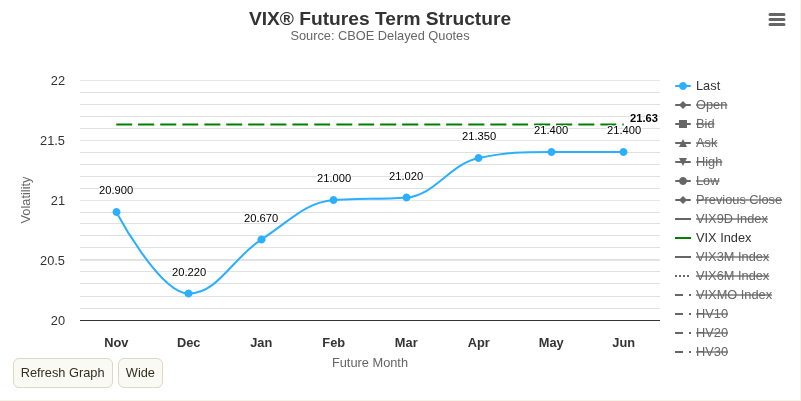 VIX® Futures Term Structure
Source: CBOE Delayed Quotes
Volatility
22
21.5
21
20.5
20
20.900
20.220
20.670
21.000
21.020
21.350
21.400
21.400
21.63
Nov Dec Jan Feb Mar Apr May Jun
Future Month
Last
Open
Bid
Ask
High
Low
Previous Close
VIX9D Index
VIX Index
VIX3M Index
VIX6M Index
VIXMO Index
HV10
HV20
HV30
Refresh Graph
Wide